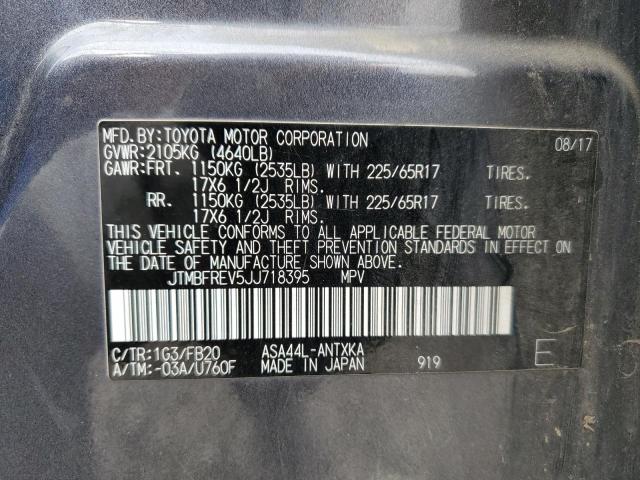 MFD.BY:TOYOTA MOTOR CORPORATION 08/17
GVWR:2105KG (4640LB)
GAWR:FRT. 1150KG (2535LB) WITH 225/65R17 TIRES.
17X6 1/2J RIMS.
RR. 1150KG (2535LB) WITH 225/65R17 TIRES.
17X6 1/2J RIMS.
THIS VEHICLE CONFORMS TO ALL APPLICABLE FEDERAL MOTOR
VEHICLE SAFETY AND THEFT PREVENTION STANDARDS IN EFFECT ON
THE DATE OF MANUFACTURE SHOWN ABOVE.
JTMBFREV5JJ718395 MPV
C/TR:1G3/FB20 ASA44L-ANTXKA
A/TM:-03A/U760F MADE IN JAPAN 919 E